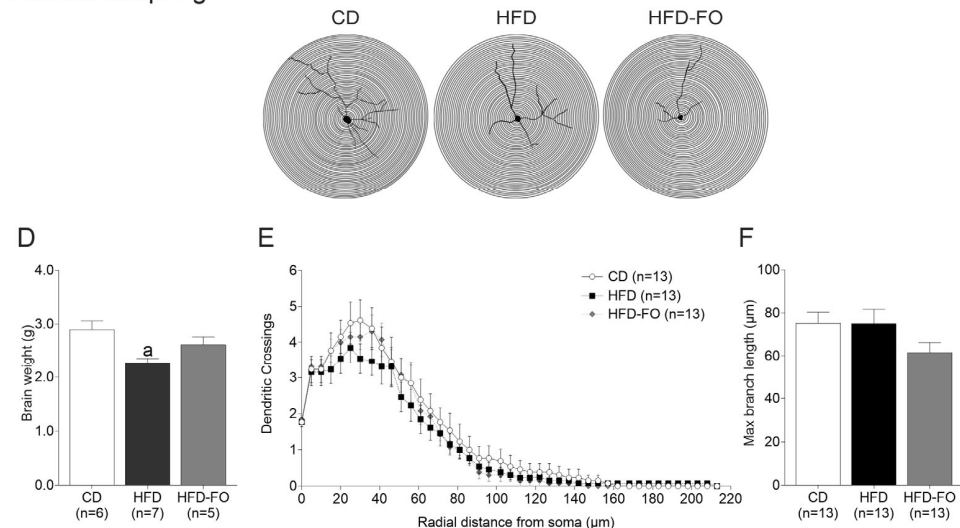 CD HFD HFD-FO
D
4.0
3.0
2.0
1.0
0.0
Brain weight (g)
a
CD HFD HFD-FO
(n=6) (n=7) (n=5)
E
6
5
4
3
2
1
0
Dendritic Crossings
CD (n=13)
HFD (n=13)
HFD-FO (n=13)
0 20 40 60 80 100 120 140 160 180 200 220
Radial distance from soma (µm)
F
100
80
60
40
20
0
Max branch length (µm)
CD HFD HFD-FO
(n=13) (n=13) (n=13)